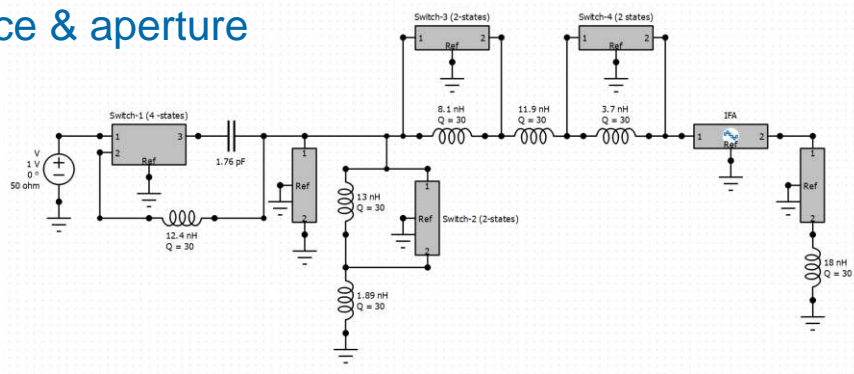 ce & aperture
Switch-3 (2-states)
1 2
Ref
Switch-4 (2 states)
1 2
Ref
8.1 nH
Q = 30
11.9 nH
Q = 30
3.7 nH
Q = 30
IFA
1 2
Ref
Switch-1 (4 -states)
1 3
2
Ref
1.76 pF
V
1 V
0 °
50 ohm
12.4 nH
Q = 30
1
Ref
2
13 nH
Q = 30
1
Ref
2
Switch-2 (2-states)
1.89 nH
Q = 30
1
Ref
2
18 nH
Q = 30